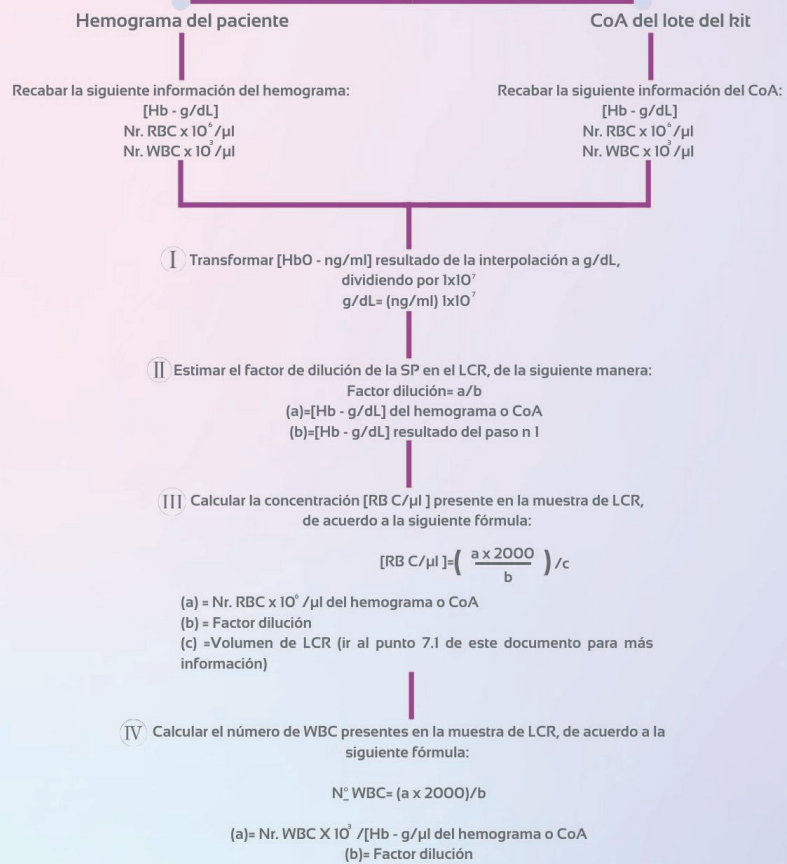 Hemograma del paciente
CoA del lote del kit
Recabar la siguiente información del hemograma:
[Hb - g/dL]
Nr. RBC x 10⁶/µl
Nr. WBC x 10³/µl
Recabar la siguiente información del CoA:
[Hb - g/dL]
Nr. RBC x 10⁶/µl
Nr. WBC x 10³/µl
I Transformar [HbO - ng/ml] resultado de la interpolación a g/dL,
dividiendo por 1x10⁷
g/dL= (ng/ml) 1x10⁷
II Estimar el factor de dilución de la SP en el LCR, de la siguiente manera:
Factor dilución= a/b
(a)=[Hb - g/dL] del hemograma o CoA
(b)=[Hb - g/dL] resultado del paso n 1
III Calcular la concentración [RB C/µl ] presente en la muestra de LCR,
de acuerdo a la siguiente fórmula:
[RB C/µl ]=( a x 2000 / b ) /c
(a) = Nr. RBC x 10⁶ /µl del hemograma o CoA
(b) = Factor dilución
(c) =Volumen de LCR (ir al punto 7.1 de este documento para más
información)
IV Calcular el número de WBC presentes en la muestra de LCR, de acuerdo a la
siguiente fórmula:
Nº WBC= (a x 2000)/b
(a)= Nr. WBC X 10³ /[Hb - g/µl del hemograma o CoA
(b)= Factor dilución